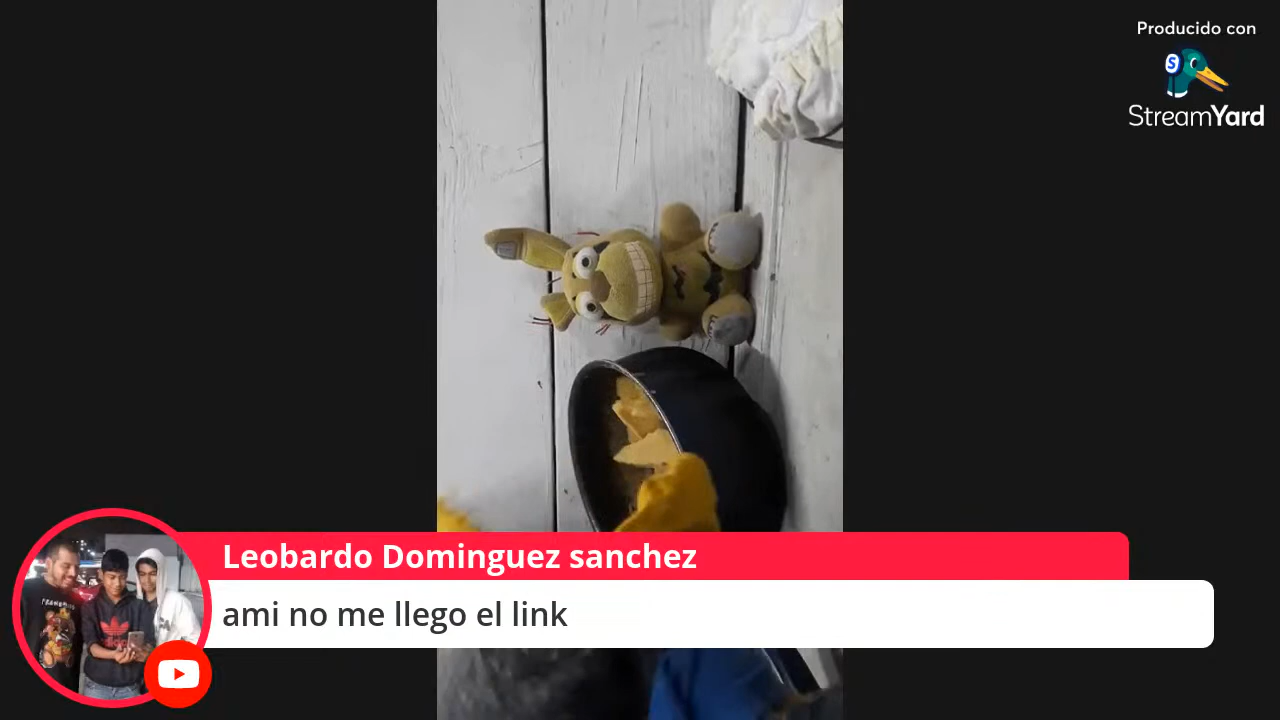 Producido con
StreamYard
Leobardo Dominguez sanchez
ami no me llego el link